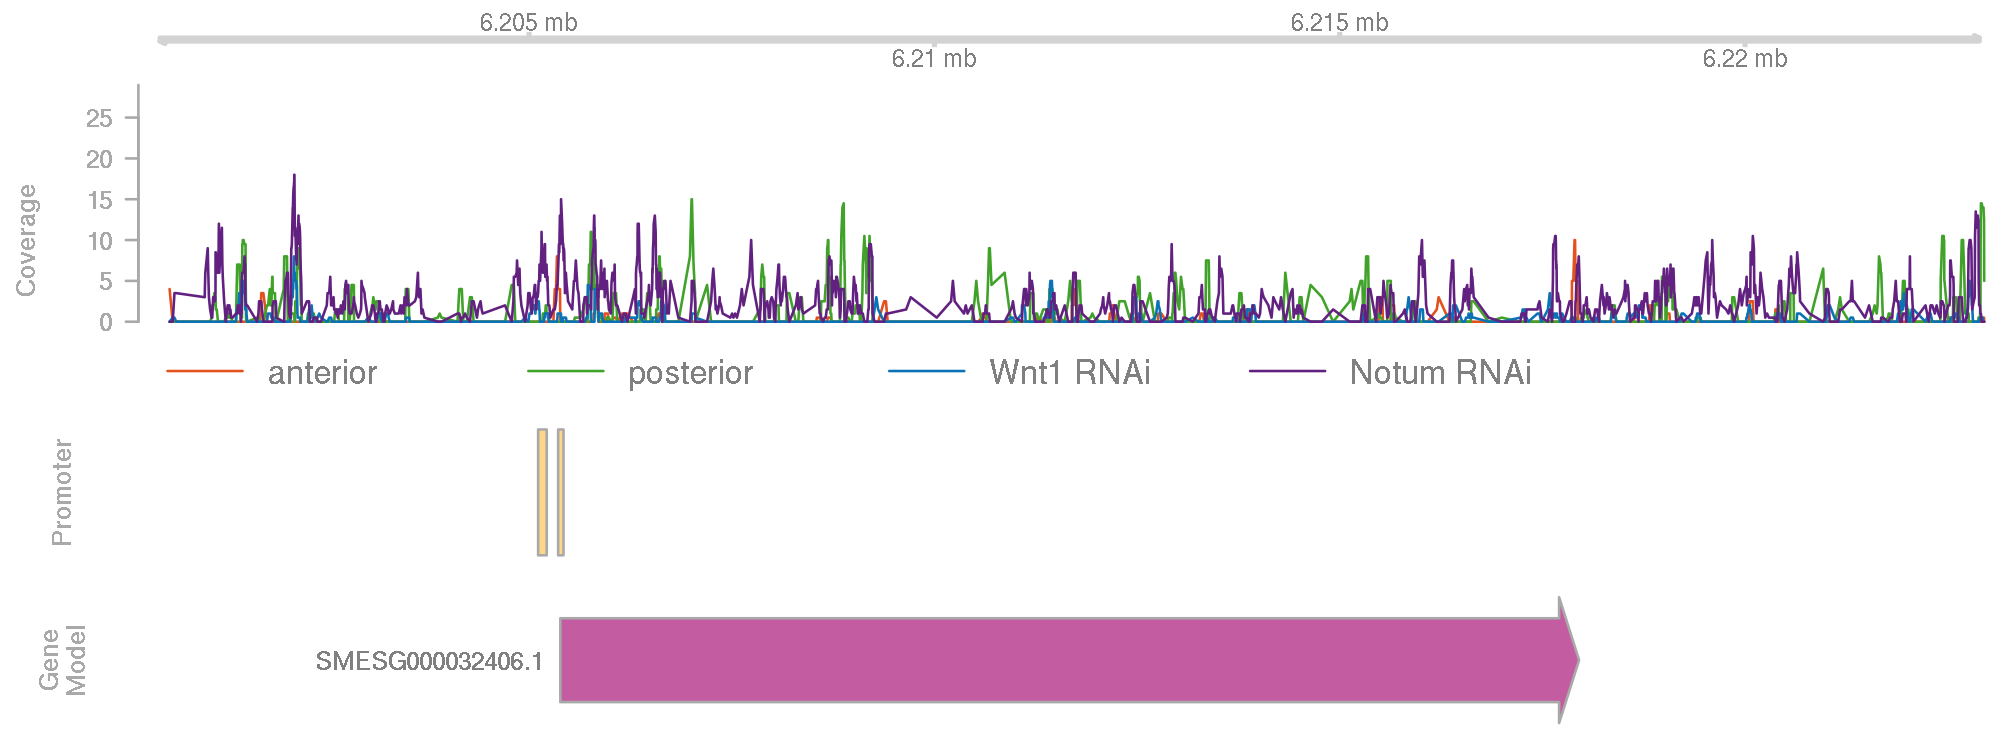 6.205 mb
6.215 mb
6.21 mb
6.22 mb
Coverage
25
20
15
10
5
0
anterior
posterior
Wnt1 RNAi
Notum RNAi
Promoter
Gene
Model
SMESG000032406.1